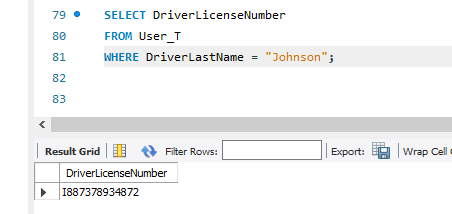 79 SELECT DriverLicenseNumber
80 FROM User_T
81 WHERE DriverLastName = "Johnson";
82
83
Result Grid Filter Rows: Export: Wrap Cell
DriverLicenseNumber
I887378934872